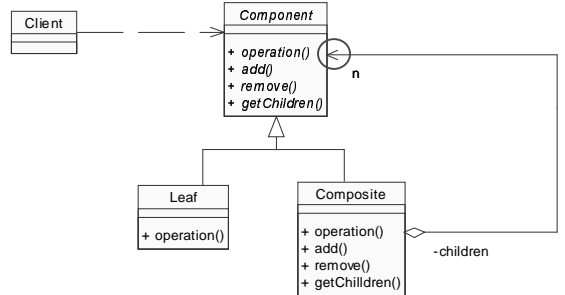 Client
Component
+ operation()
+ add()
+ remove()
+ getChildren()
n
Leaf
+ operation()
Composite
+ operation()
+ add()
+ remove()
+ getChilldren()
-children